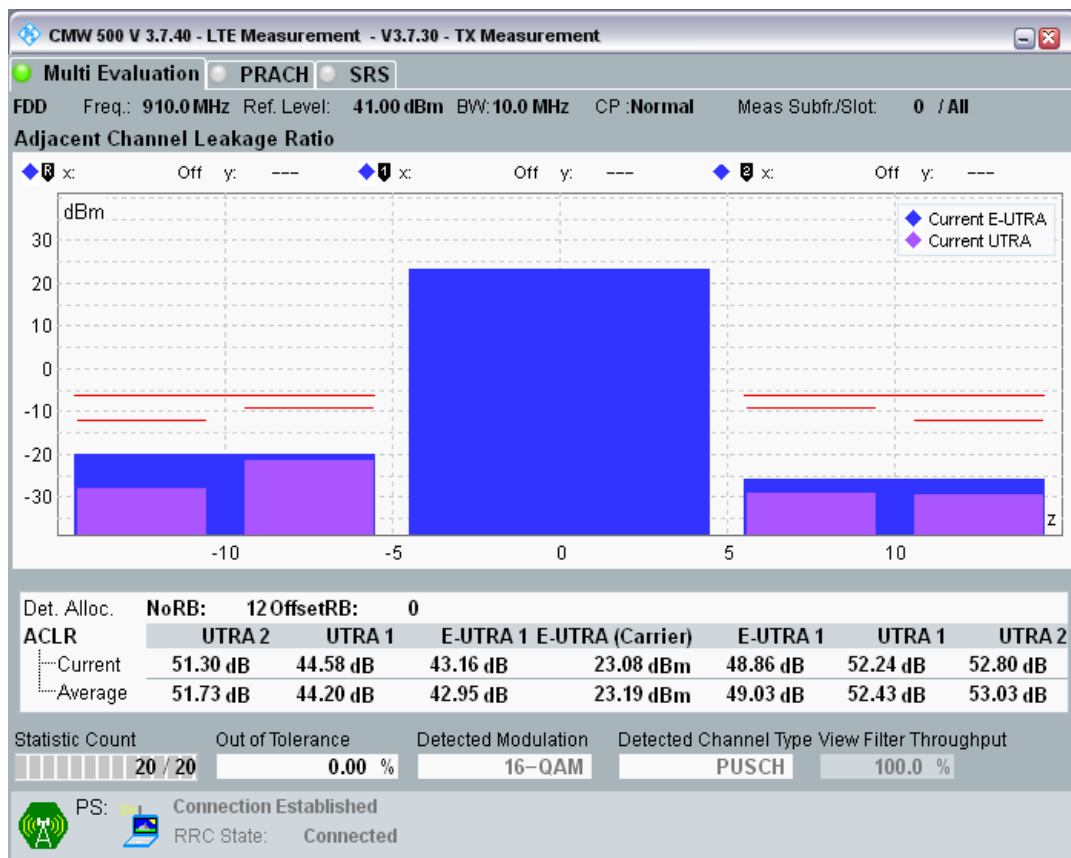 CMW 500 V 3.7.40 - LTE Measurement - V3.7.30 - TX Measurement
Multi Evaluation PRACH SRS
FDD Freq.: 910.0 MHz Ref. Level: 41.00 dBm BW: 10.0 MHz CP :Normal Meas Subfr./Slot: 0 / All
Adjacent Channel Leakage Ratio
R x: Off y: --- 1 x: Off y: --- 2 x: Off y: ---
dBm
Current E-UTRA
Current UTRA
30
20
10
0
-10
-20
-30
z
-10 -5 0 5 10
Det. Alloc. NoRB: 12 OffsetRB: 0
ACLR UTRA 2 UTRA 1 E-UTRA 1 E-UTRA (Carrier) E-UTRA 1 UTRA 1 UTRA 2
Current 51.30 dB 44.58 dB 43.16 dB 23.08 dBm 48.86 dB 52.24 dB 52.80 dB
Average 51.73 dB 44.20 dB 42.95 dB 23.19 dBm 49.03 dB 52.43 dB 53.03 dB
Statistic Count Out of Tolerance Detected Modulation Detected Channel Type View Filter Throughput
20 / 20 0.00 % 16-QAM PUSCH 100.0 %
PS: Connection Established
RRC State: Connected